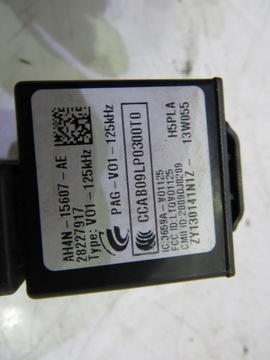 AH4N-15607-AE
28227917
Type: V01-125kHz
PAG-V01-125kHz
CCAB09LP0300T0
IC:3659A-V01125
FCC ID:LTQV01125
CMII ID:2009DJ0209
ZY130141N1Z-
H5PLA
13W055